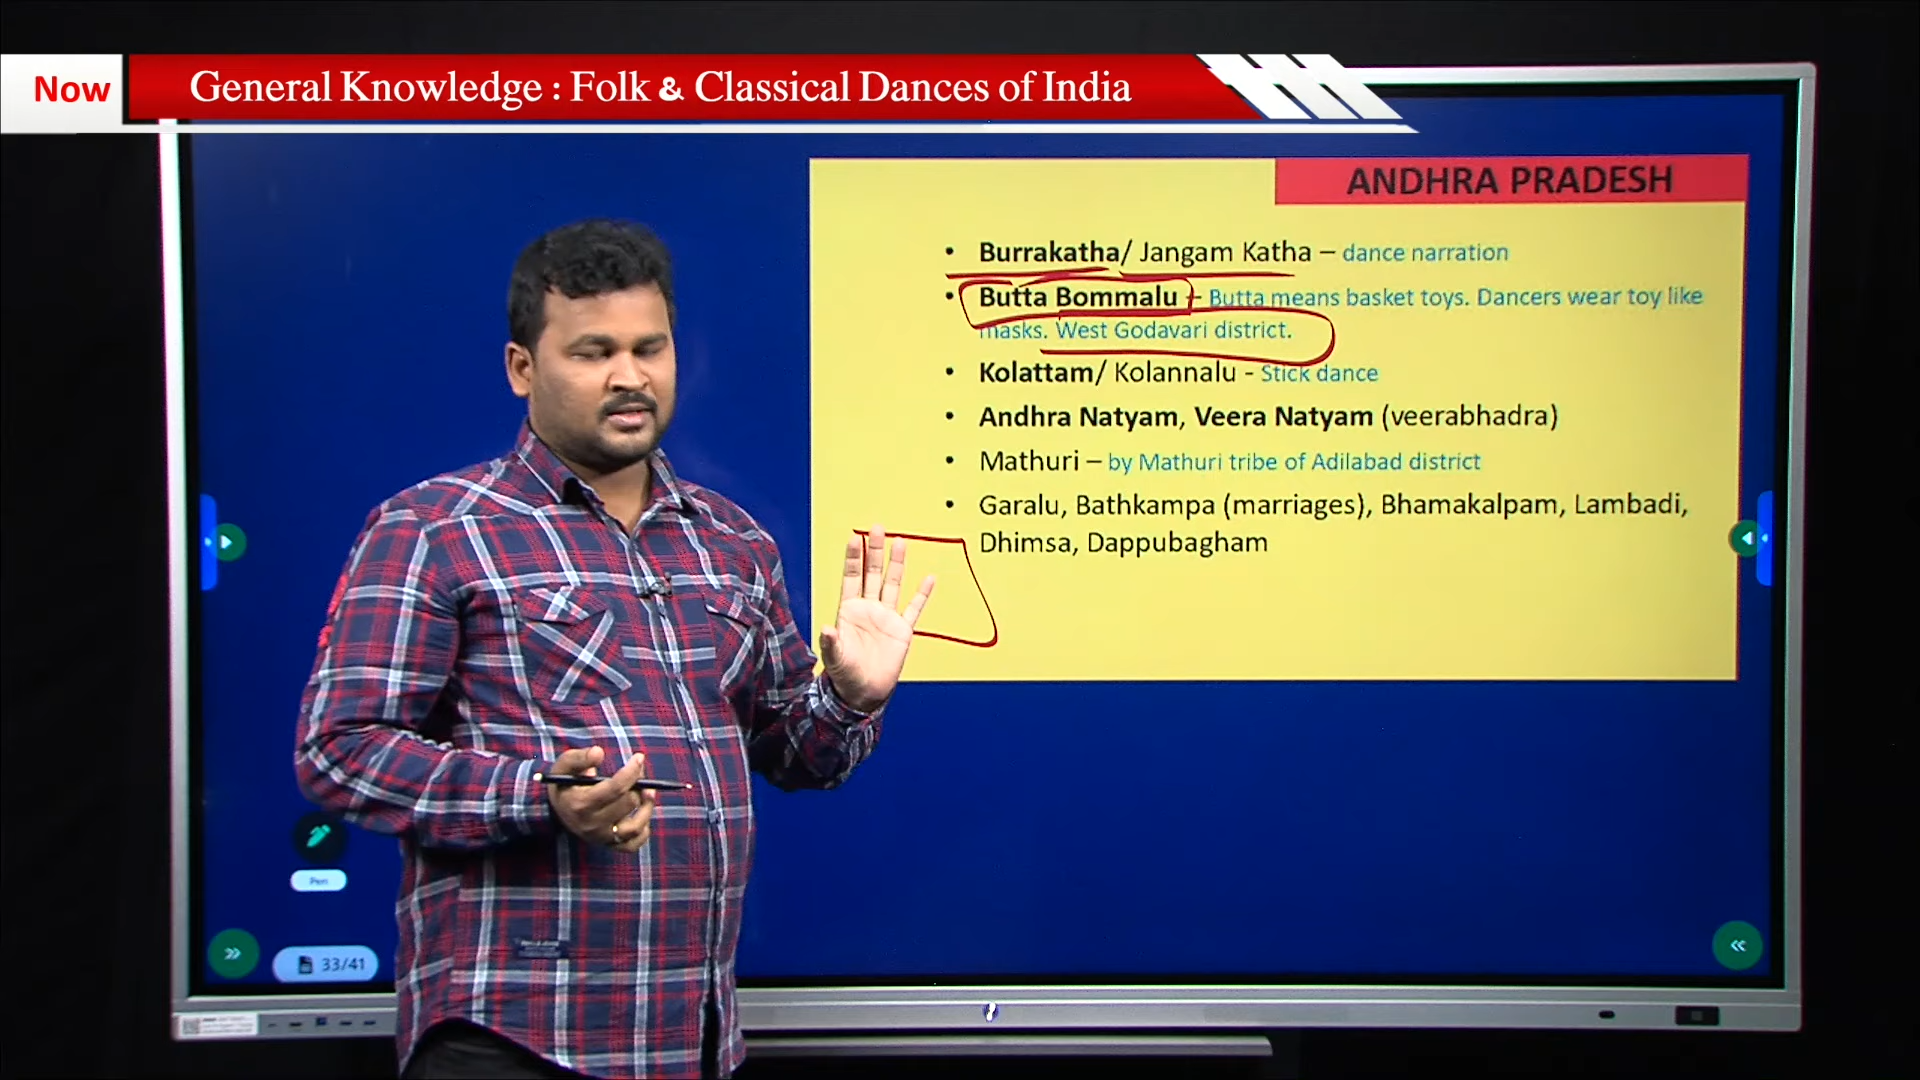 Now
General Knowledge : Folk & Classical Dances of India
ANDHRA PRADESH
• Burrakatha/ Jangam Katha – dance narration
• Butta Bommalu – Butta means basket toys. Dancers wear toy like
masks. West Godavari district.
• Kolattam/ Kolannalu - Stick dance
• Andhra Natyam, Veera Natyam (veerabhadra)
• Mathuri – by Mathuri tribe of Adilabad district
• Garalu, Bathkampa (marriages), Bhamakalpam, Lambadi,
Dhimsa, Dappubagham
Pen
33/41